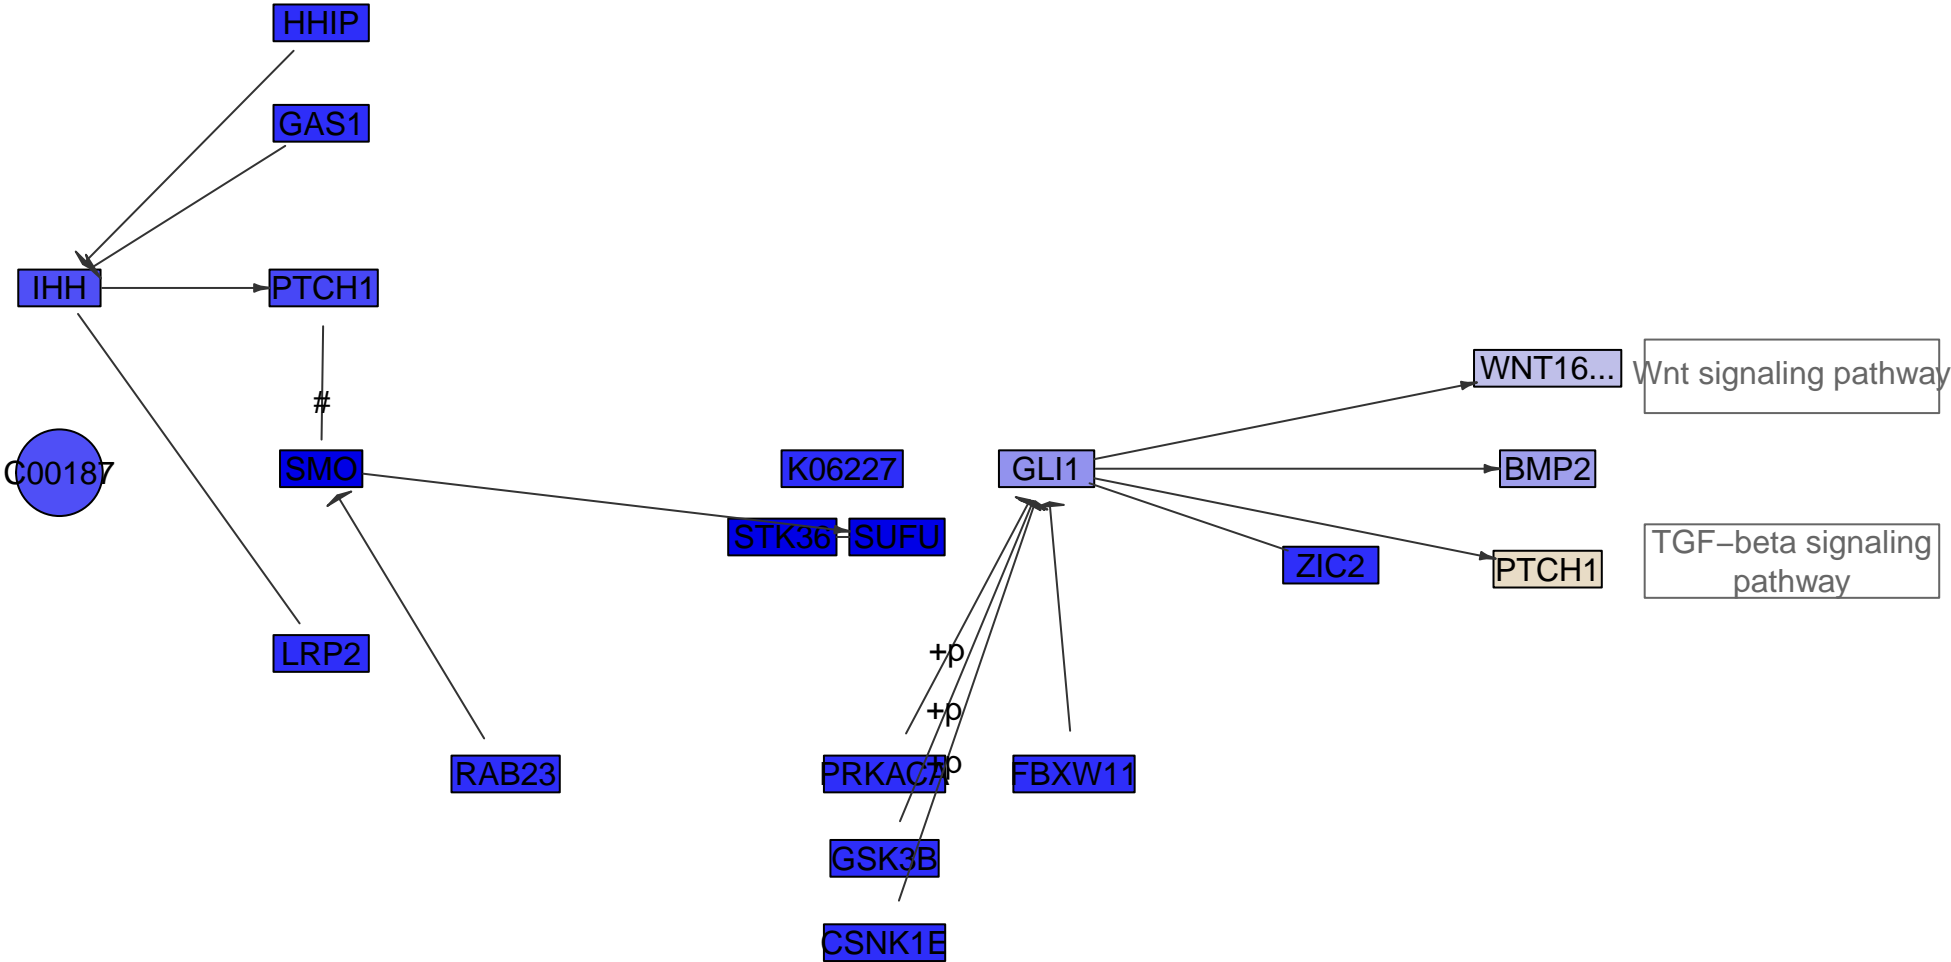 HHIP
GAS1
IHH
PTCH1
WNT16...
Wnt signaling pathway
#
C00187
SMO
K06227
GLI1
BMP2
STK36
SUFU
ZIC2
PTCH1
TGF−beta signaling
pathway
LRP2
+p
+p
+p
RAB23
PRKACA
FBXW11
GSK3B
CSNK1E